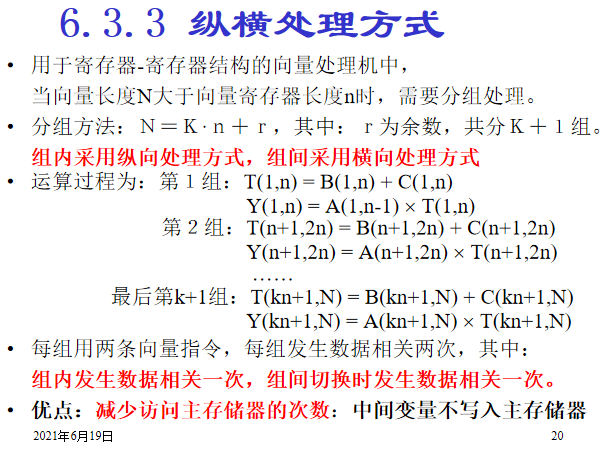 6.3.3 纵横处理方式
• 用于寄存器-寄存器结构的向量处理机中，
当向量长度N大于向量寄存器长度n时，需要分组处理。
• 分组方法：Ｎ＝Ｋ·ｎ＋ｒ，其中：ｒ为余数，共分Ｋ＋１组。
组内采用纵向处理方式，组间采用横向处理方式
• 运算过程为：第１组：T(1,n) = B(1,n) + C(1,n)
Y(1,n) = A(1,n-1) × T(1,n)
第２组：T(n+1,2n) = B(n+1,2n) + C(n+1,2n)
Y(n+1,2n) = A(n+1,2n) × T(n+1,2n)
……
最后第k+1组：T(kn+1,N) = B(kn+1,N) + C(kn+1,N)
Y(kn+1,N) = A(kn+1,N) × T(kn+1,N)
• 每组用两条向量指令，每组发生数据相关两次，其中：
组内发生数据相关一次，组间切换时发生数据相关一次。
• 优点：减少访问主存储器的次数：中间变量不写入主存储器
2021年6月19日 20